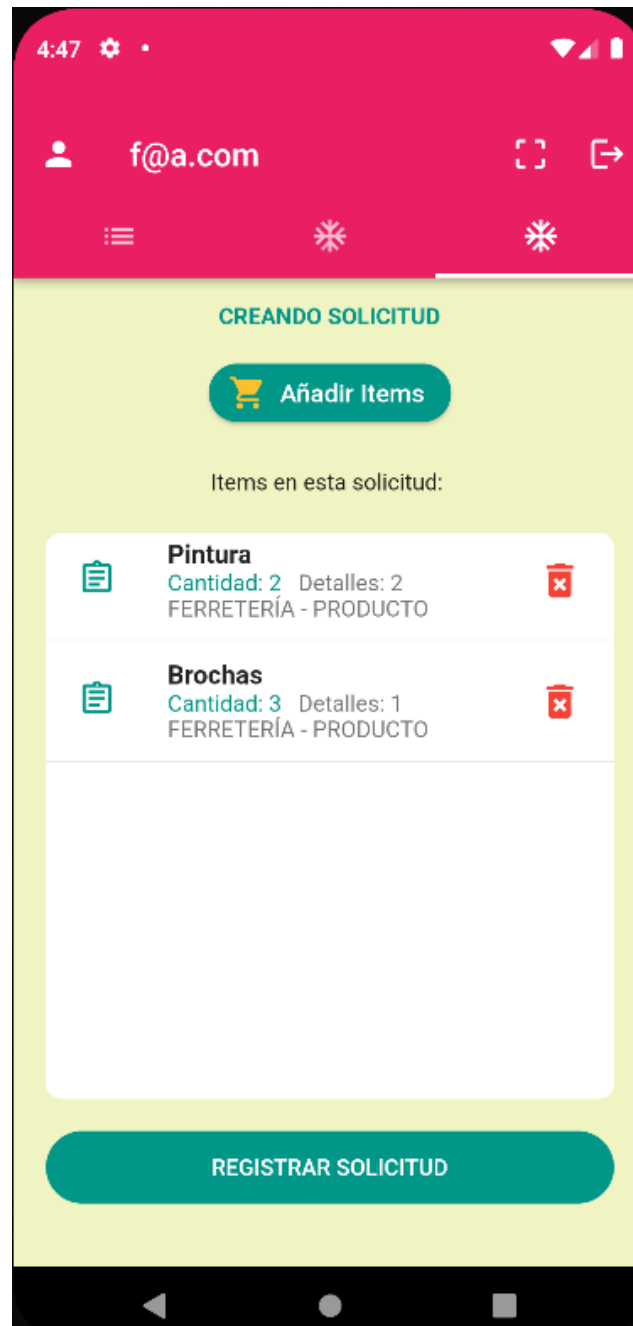 4:47
f@a.com
CREANDO SOLICITUD
Añadir Items
Items en esta solicitud:
Pintura
Cantidad: 2 Detalles: 2
FERRETERÍA - PRODUCTO
Brochas
Cantidad: 3 Detalles: 1
FERRETERÍA - PRODUCTO
REGISTRAR SOLICITUD